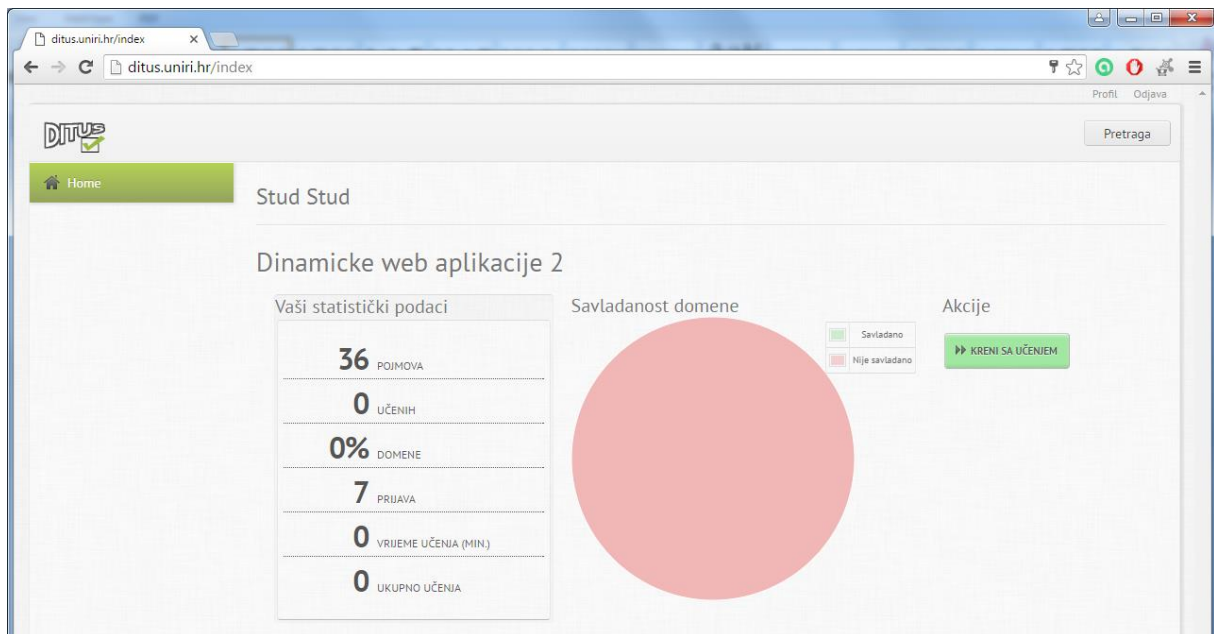 ditus.uniri.hr/index
ditus.uniri.hr/index
Profil Odjava
DITUS
Pretraga
Home
Stud Stud
Dinamicke web aplikacije 2
Vaši statistički podaci
36 POJMOVA
0 UČENIH
0% DOMENE
7 PRIJAVA
0 VRIJEME UČENJA (MIN.)
0 UKUPNO UČENJA
Savladanost domene
Savladano
Nije savladano
Akcije
KRENI SA UČENJEM